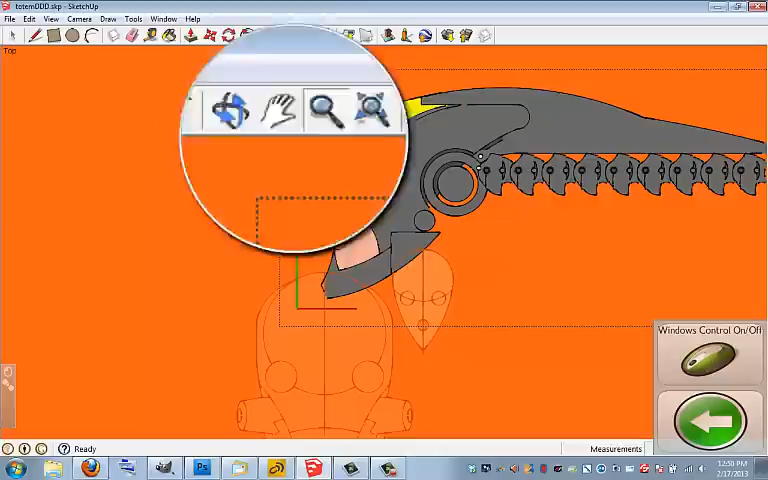 totemDDD.skp - SketchUp
File Edit View Camera Draw Tools Window Help
Top
Windows Control On/Off
Ready
Measurements
12:50 PM
2/17/2013